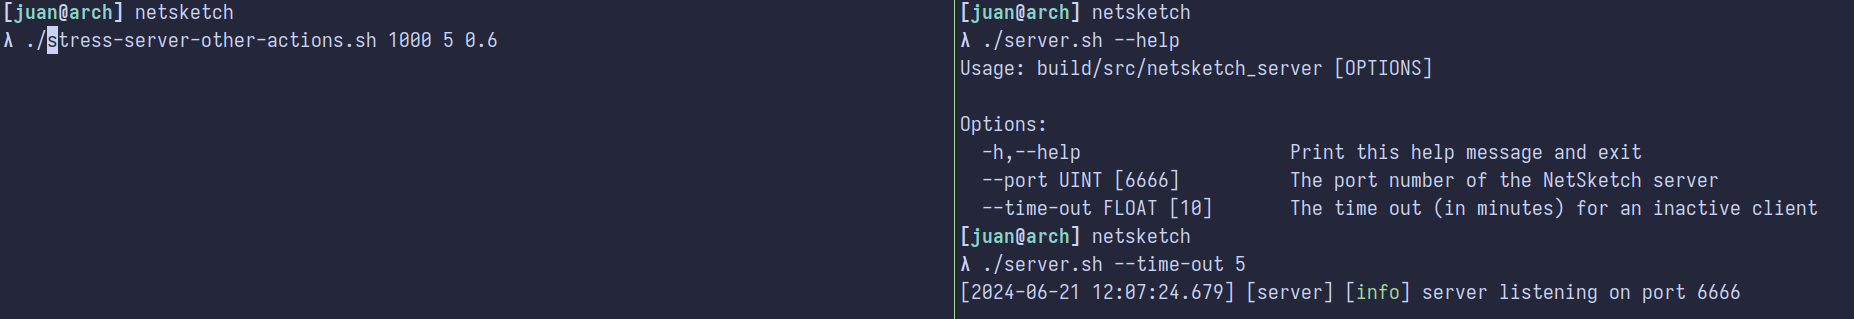 [juan@arch] netsketch
λ ./stress-server-other-actions.sh 1000 5 0.6
[juan@arch] netsketch
λ ./server.sh --help
Usage: build/src/netsketch_server [OPTIONS]
Options:
-h,--help Print this help message and exit
--port UINT [6666] The port number of the NetSketch server
--time-out FLOAT [10] The time out (in minutes) for an inactive client
[juan@arch] netsketch
λ ./server.sh --time-out 5
[2024-06-21 12:07:24.679] [server] [info] server listening on port 6666